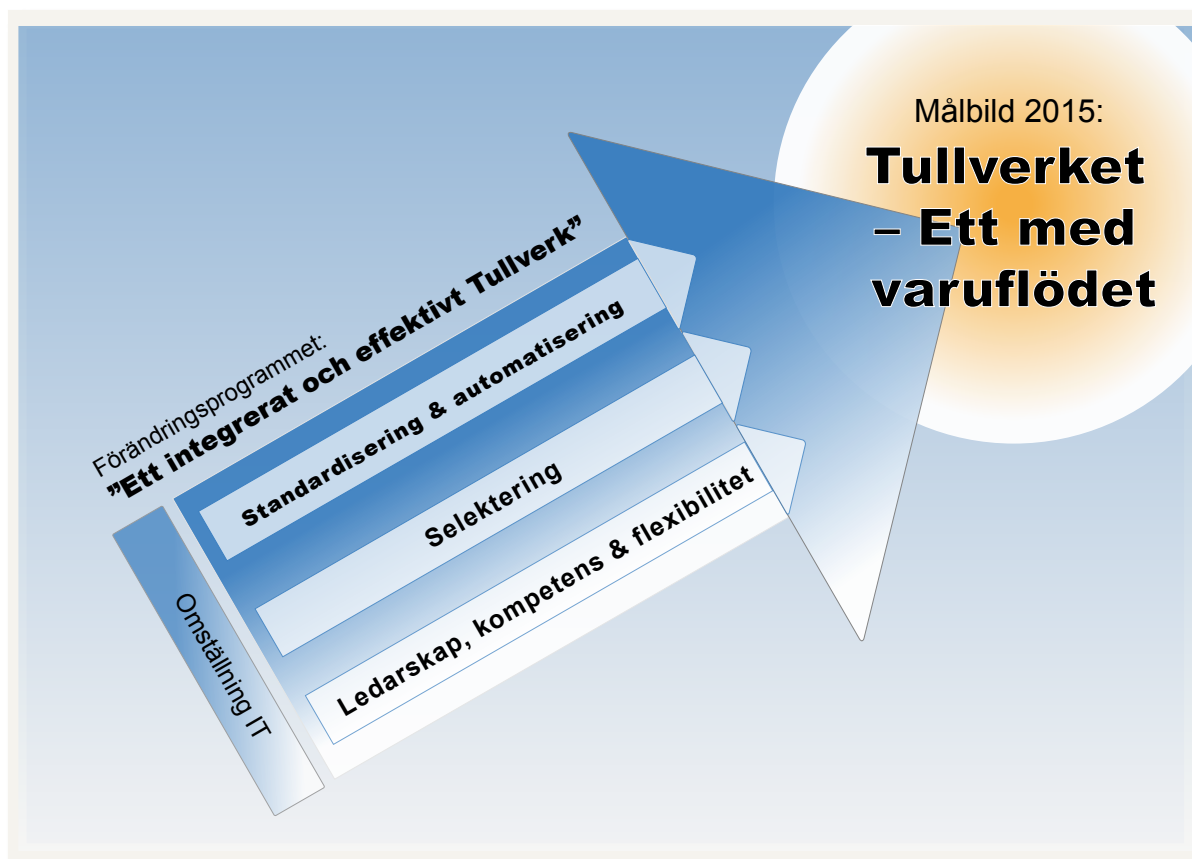 Målbild 2015:
Tullverket
– Ett med
varuflödet
Förändringsprogrammet:
”Ett integrerat och effektivt Tullverk”
Standardisering & automatisering
Selektering
Ledarskap, kompetens & flexibilitet
Omställning IT